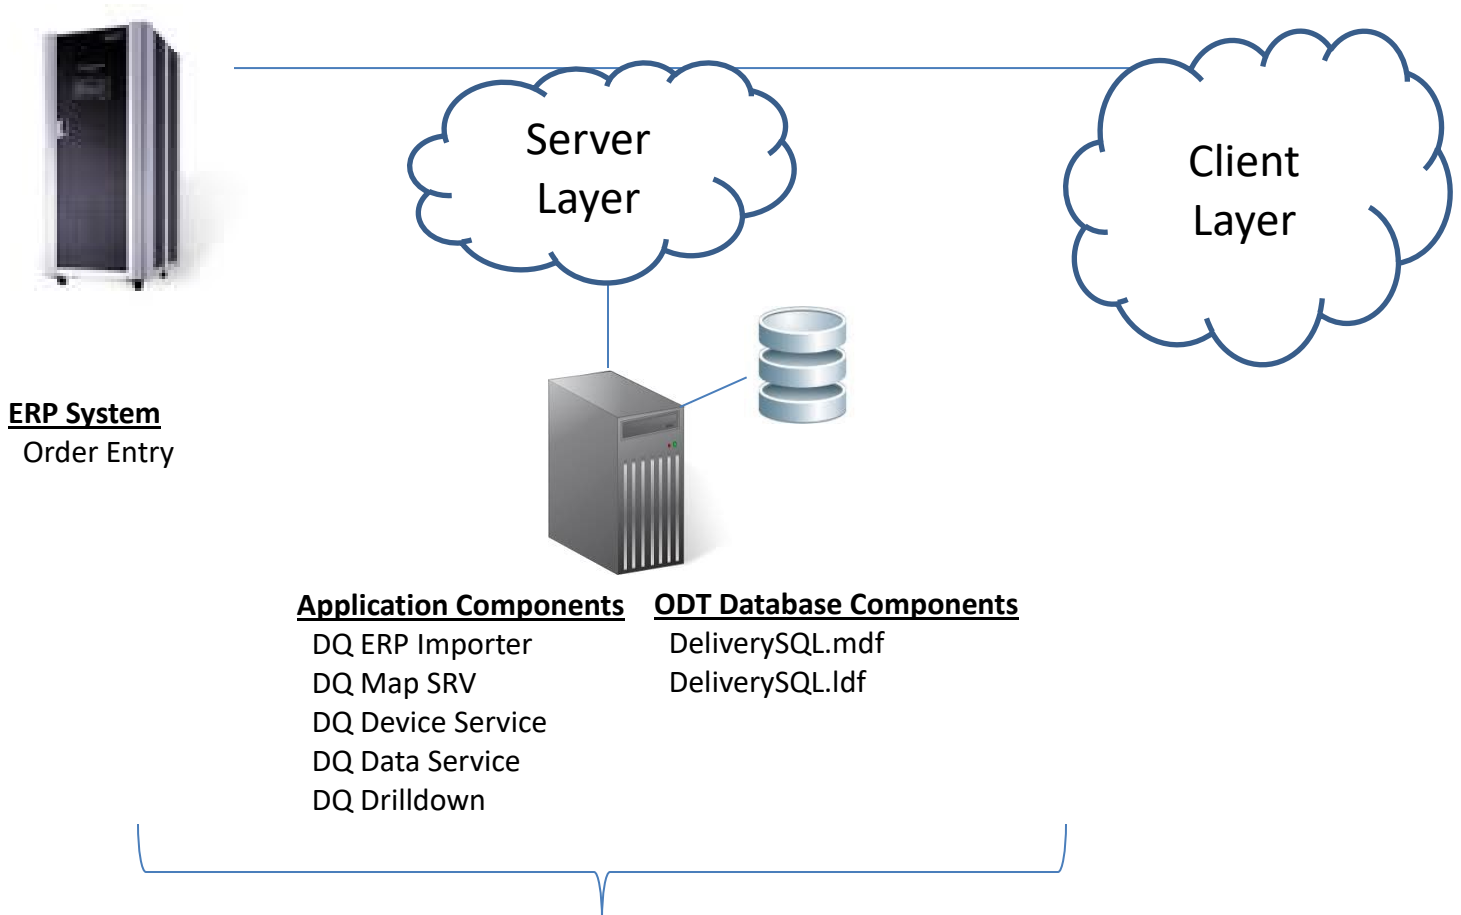 Server
Layer
Client
Layer
ERP System
Order Entry
Application Components
DQ ERP Importer
DQ Map SRV
DQ Device Service
DQ Data Service
DQ Drilldown
ODT Database Components
DeliverySQL.mdf
DeliverySQL.ldf